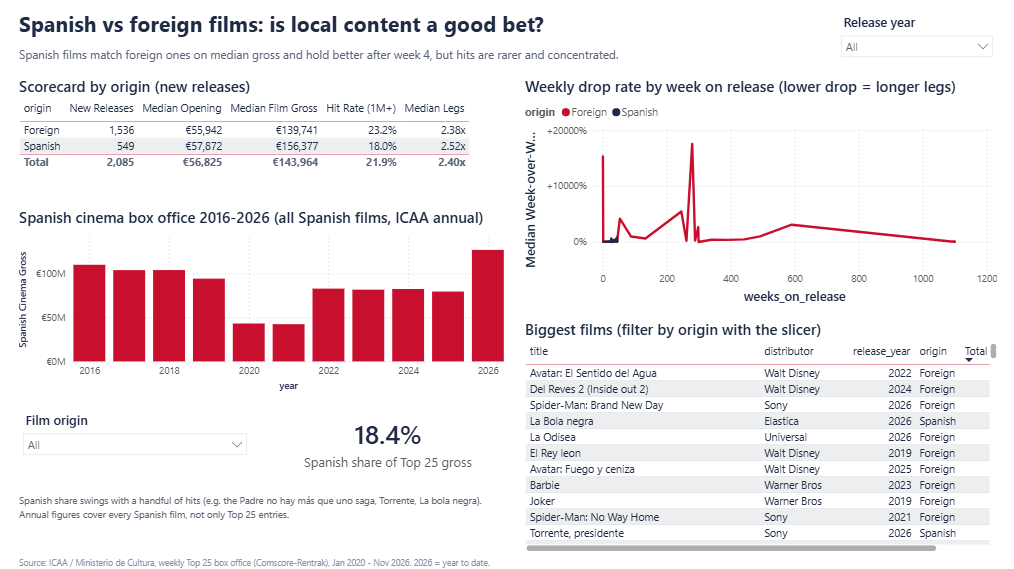 Spanish vs foreign films: is local content a good bet?
Spanish films match foreign ones on median gross and hold better after week 4, but hits are rarer and concentrated.
Release year
All
Scorecard by origin (new releases)
origin New Releases Median Opening Median Film Gross Hit Rate (1M+) Median Legs
Foreign 1,536 €55,942 €139,741 23.2% 2.38x
Spanish 549 €57,872 €156,377 18.0% 2.52x
Total 2,085 €56,825 €143,964 21.9% 2.40x
Spanish cinema box office 2016-2026 (all Spanish films, ICAA annual)
Spanish Cinema Gross
€100M
€50M
€0M
2016 2018 2020 2022 2024 2026
year
Film origin
All
18.4%
Spanish share of Top 25 gross
Spanish share swings with a handful of hits (e.g. the Padre no hay más que uno saga, Torrente, La bola negra).
Annual figures cover every Spanish film, not only Top 25 entries.
Source: ICAA / Ministerio de Cultura, weekly Top 25 box office (Comscore-Rentrak), Jan 2020 - Nov 2026. 2026 = year to date.
Weekly drop rate by week on release (lower drop = longer legs)
origin Foreign Spanish
Median Week-over-W...
+20000%
+10000%
0%
0 200 400 600 800 1000 1200
weeks_on_release
Biggest films (filter by origin with the slicer)
title distributor release_year origin Total
Avatar: El Sentido del Agua Walt Disney 2022 Foreign
Del Reves 2 (Inside out 2) Walt Disney 2024 Foreign
Spider-Man: Brand New Day Sony 2026 Foreign
La Bola negra Elastica 2026 Spanish
La Odisea Universal 2026 Foreign
El Rey leon Walt Disney 2019 Foreign
Avatar: Fuego y ceniza Walt Disney 2025 Foreign
Barbie Warner Bros 2023 Foreign
Joker Warner Bros 2019 Foreign
Spider-Man: No Way Home Sony 2021 Foreign
Torrente, presidente Sony 2026 Spanish